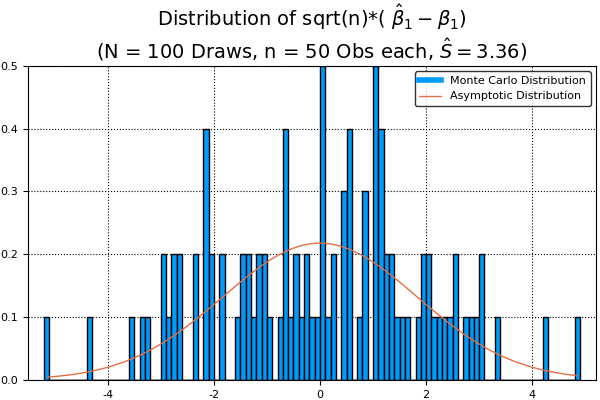 Distribution of sqrt(n)*( β̂₁ − β₁)
(N = 100 Draws, n = 50 Obs each, Ŝ = 3.36)
Monte Carlo Distribution
Asymptotic Distribution
0.5
0.4
0.3
0.2
0.1
0.0
-4 -2 0 2 4